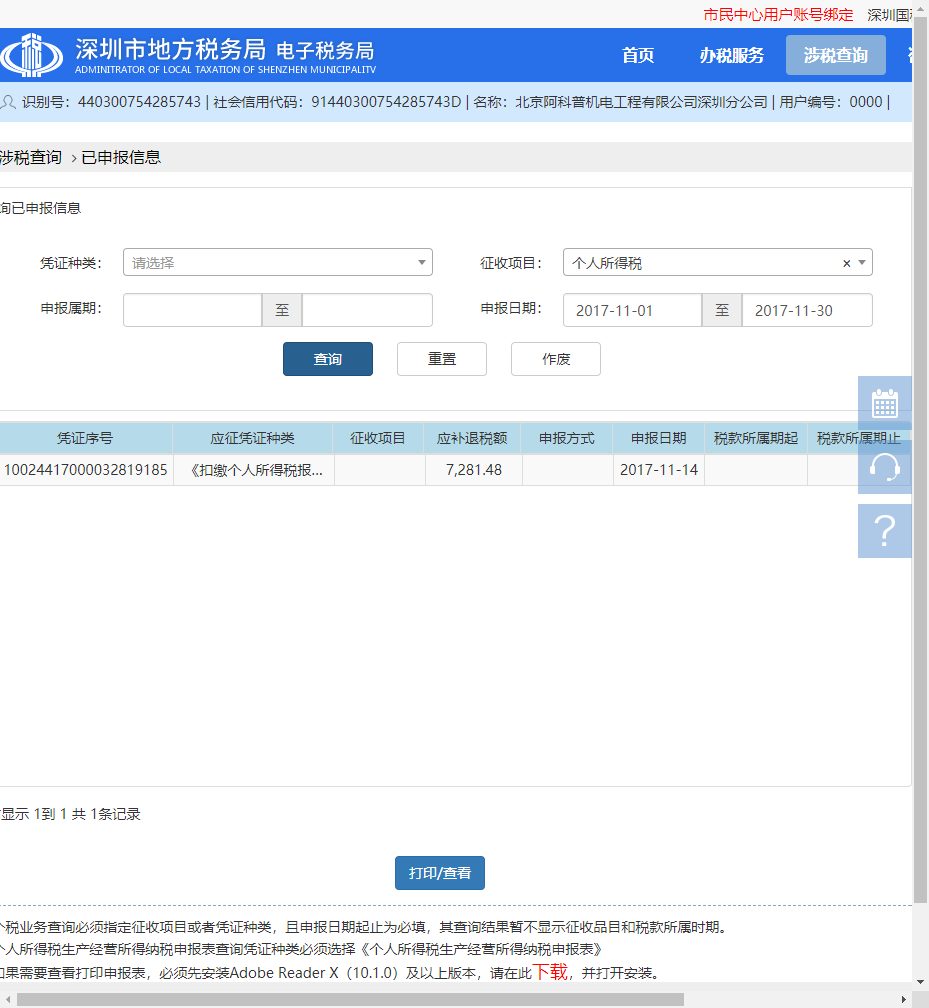 市民中心用户账号绑定 深圳国
深圳市地方税务局 电子税务局
ADMINITRATOR OF LOCAL TAXATION OF SHENZHEN MUNICIPALITV
首页 办税服务 涉税查询
识别号：440300754285743 | 社会信用代码：91440300754285743D | 名称：北京阿科普机电工程有限公司深圳分公司 | 用户编号：0000 |
涉税查询 > 已申报信息
询已申报信息
凭证种类： 请选择 征收项目： 个人所得税 ×
申报属期： 至 申报日期： 2017-11-01 至 2017-11-30
查询 重置 作废
凭证序号 应征凭证种类 征收项目 应补退税额 申报方式 申报日期 税款所属期起 税款所属期止
10024417000032819185 《扣缴个人所得税报... 7,281.48 2017-11-14
?
显示 1到 1 共 1条记录
打印/查看
个税业务查询必须指定征收项目或者凭证种类，且申报日期起止为必填，其查询结果暂不显示征收品目和税款所属时期。
个人所得税生产经营所得纳税申报表查询凭证种类必须选择《个人所得税生产经营所得纳税申报表》
如果需要查看打印申报表，必须先安装Adobe Reader X（10.1.0）及以上版本，请在此下载，并打开安装。